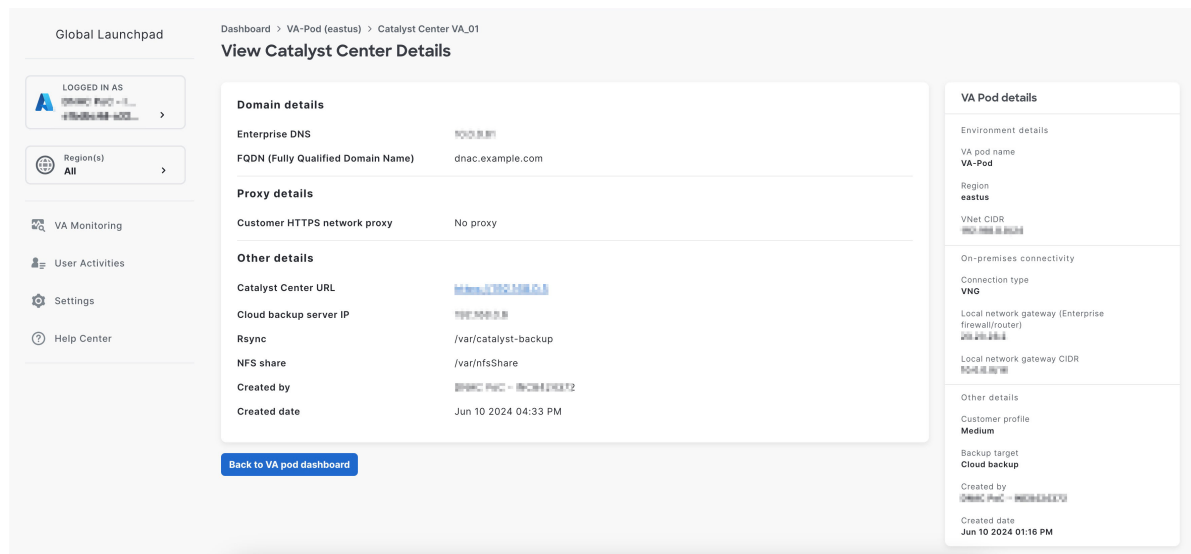 Global Launchpad
LOGGED IN AS
Region(s)
All
VA Monitoring
User Activities
Settings
Help Center
Dashboard > VA-Pod (eastus) > Catalyst Center VA_01
View Catalyst Center Details
Domain details
Enterprise DNS
FQDN (Fully Qualified Domain Name) dnac.example.com
Proxy details
Customer HTTPS network proxy No proxy
Other details
Catalyst Center URL
Cloud backup server IP
Rsync /var/catalyst-backup
NFS share /var/nfsShare
Created by
Created date Jun 10 2024 04:33 PM
Back to VA pod dashboard
VA Pod details
Environment details
VA pod name
VA-Pod
Region
eastus
VNet CIDR
On-premises connectivity
Connection type
VNG
Local network gateway (Enterprise
firewall/router)
Local network gateway CIDR
Other details
Customer profile
Medium
Backup target
Cloud backup
Created by
Created date
Jun 10 2024 01:16 PM